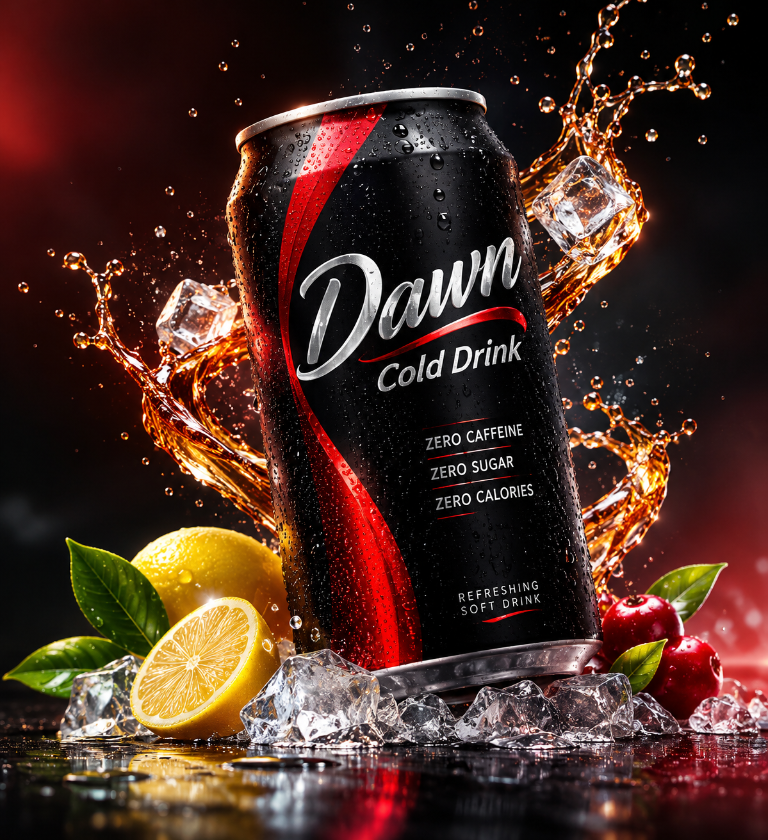 Dawn
Cold Drink
ZERO CAFFEINE
ZERO SUGAR
ZERO CALORIES
REFRESHING
SOFT DRINK